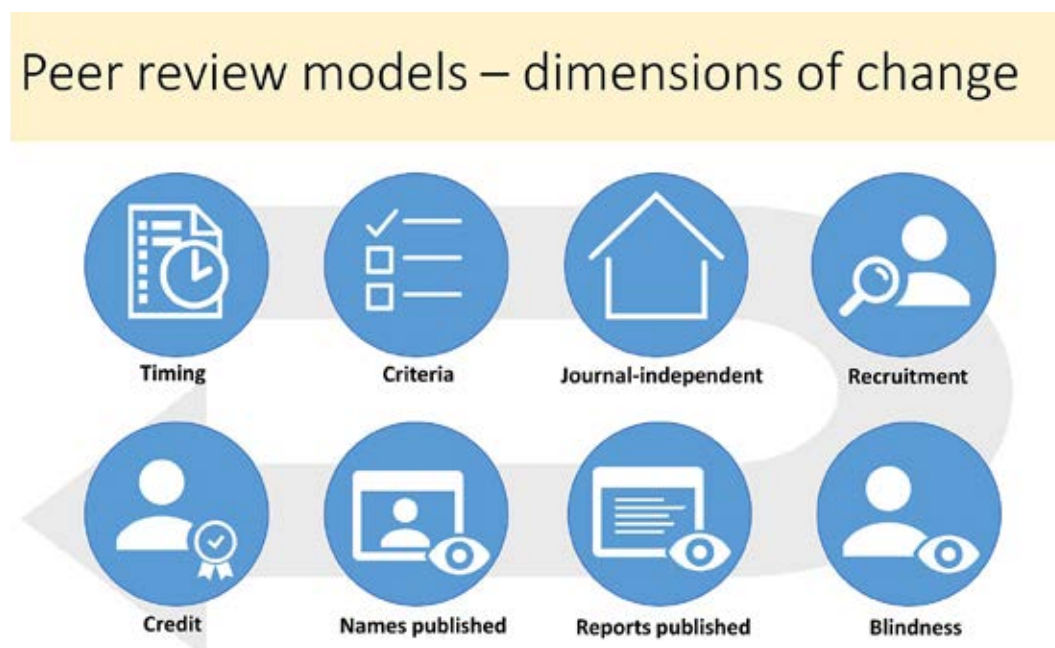 Peer review models – dimensions of change
Timing
Criteria
Journal-independent
Recruitment
Credit
Names published
Reports published
Blindness